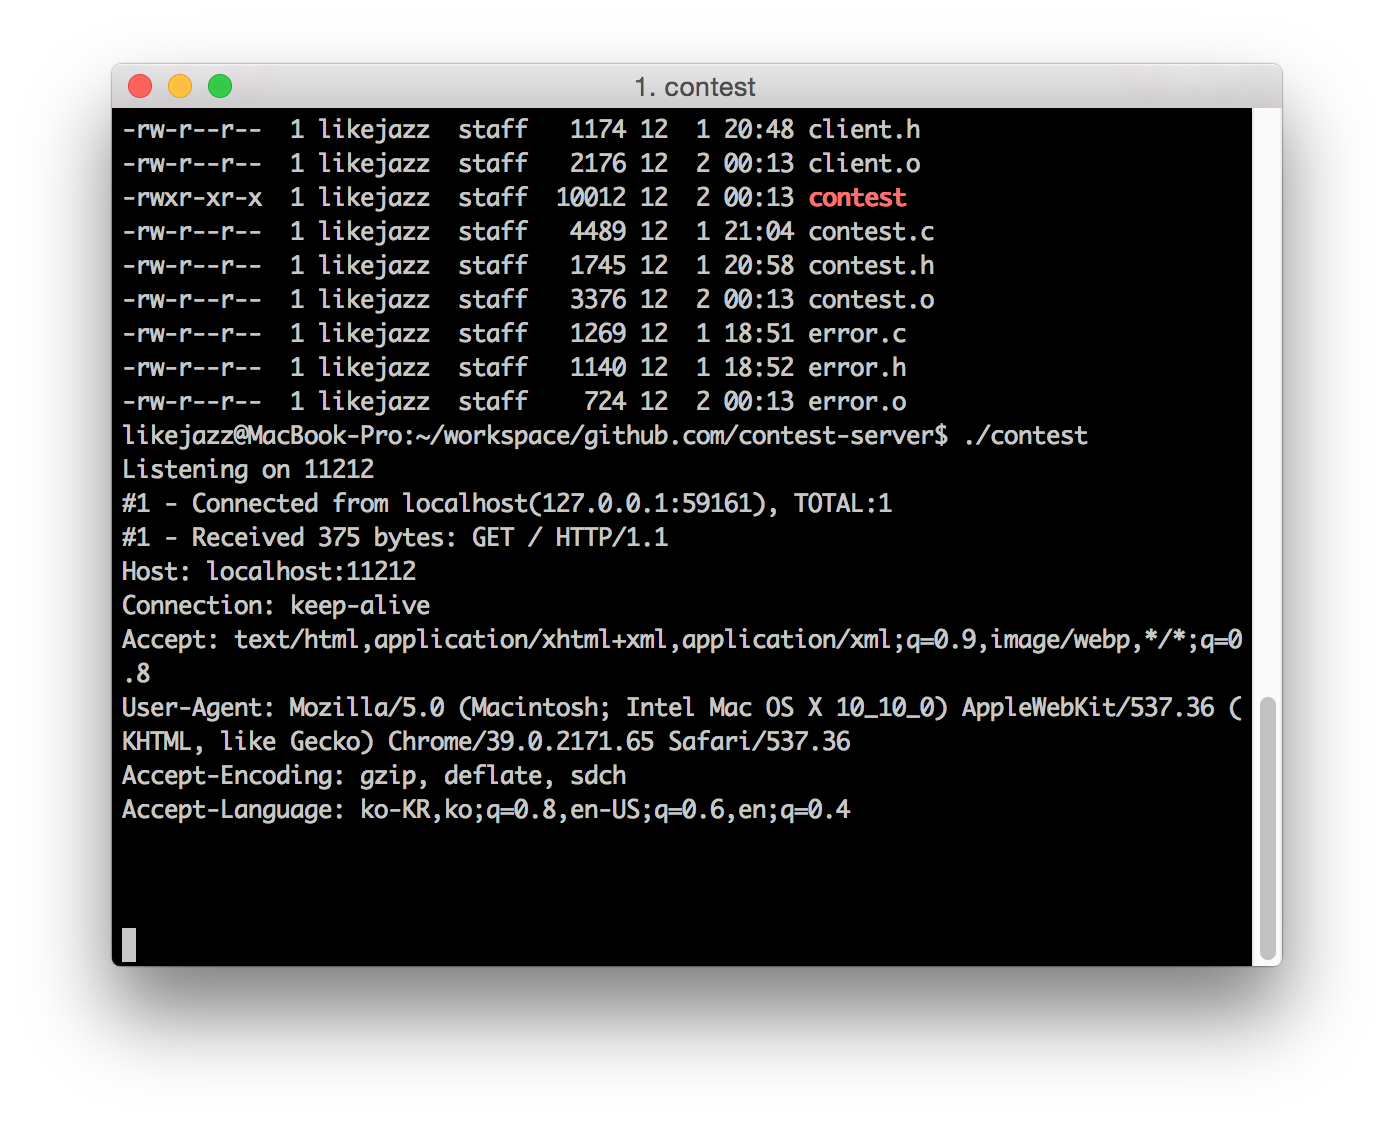 1. contest
-rw-r--r--  1 likejazz  staff   1174 12  1 20:48 client.h
-rw-r--r--  1 likejazz  staff   2176 12  2 00:13 client.o
-rwxr-xr-x  1 likejazz  staff  10012 12  2 00:13 contest
-rw-r--r--  1 likejazz  staff   4489 12  1 21:04 contest.c
-rw-r--r--  1 likejazz  staff   1745 12  1 20:58 contest.h
-rw-r--r--  1 likejazz  staff   3376 12  2 00:13 contest.o
-rw-r--r--  1 likejazz  staff   1269 12  1 18:51 error.c
-rw-r--r--  1 likejazz  staff   1140 12  1 18:52 error.h
-rw-r--r--  1 likejazz  staff    724 12  2 00:13 error.o
likejazz@MacBook-Pro:~/workspace/github.com/contest-server$ ./contest
Listening on 11212
#1 - Connected from localhost(127.0.0.1:59161), TOTAL:1
#1 - Received 375 bytes: GET / HTTP/1.1
Host: localhost:11212
Connection: keep-alive
Accept: text/html,application/xhtml+xml,application/xml;q=0.9,image/webp,*/*;q=0
.8
User-Agent: Mozilla/5.0 (Macintosh; Intel Mac OS X 10_10_0) AppleWebKit/537.36 (
KHTML, like Gecko) Chrome/39.0.2171.65 Safari/537.36
Accept-Encoding: gzip, deflate, sdch
Accept-Language: ko-KR,ko;q=0.8,en-US;q=0.6,en;q=0.4